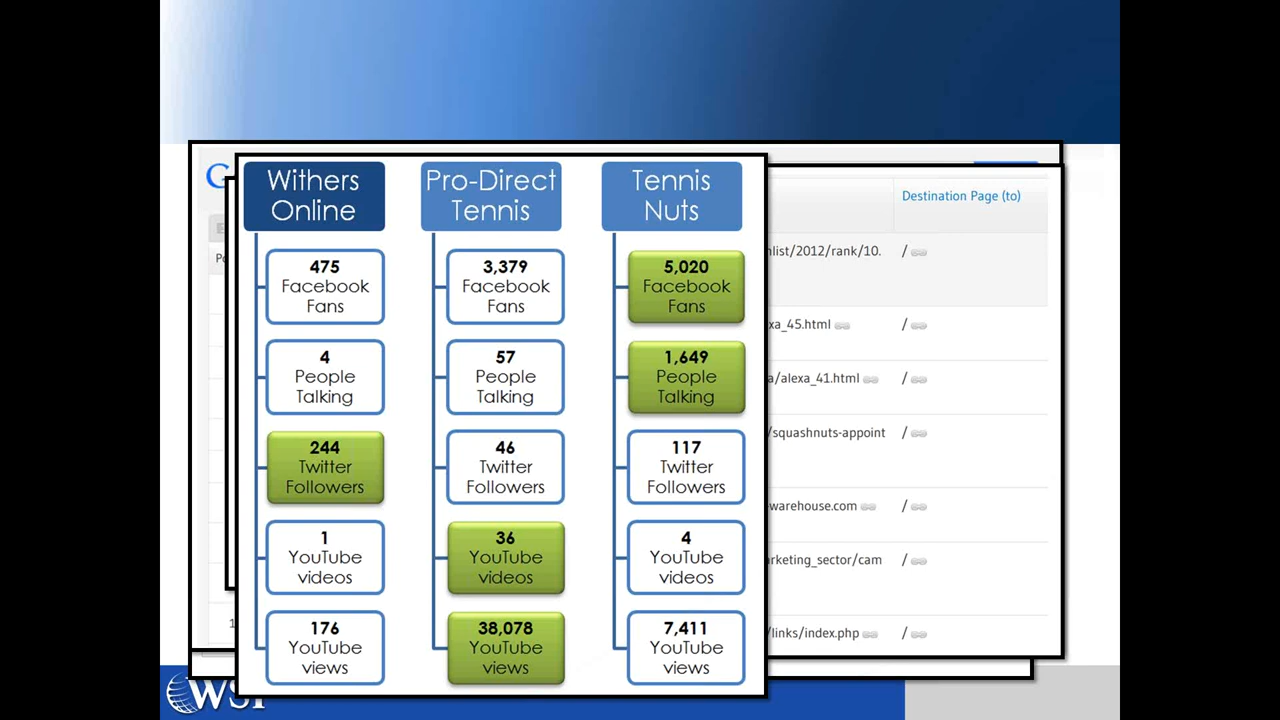 Withers
Online
475
Facebook
Fans
4
People
Talking
244
Twitter
Followers
1
YouTube
videos
176
YouTube
views
Pro-Direct
Tennis
3,379
Facebook
Fans
57
People
Talking
46
Twitter
Followers
36
YouTube
videos
38,078
YouTube
views
Tennis
Nuts
5,020
Facebook
Fans
1,649
People
Talking
117
Twitter
Followers
4
YouTube
videos
7,411
YouTube
views
Destination Page (to)
list/2012/rank/10. /
xa_45.html /
a/alexa_41.html /
/squashnuts-appoint /
warehouse.com /
rketing_sector/cam /
/links/index.php /
WSI